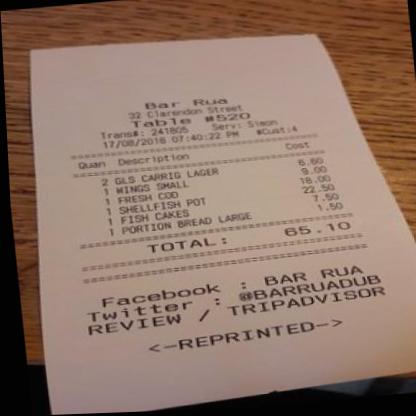 Bar Rua
32 Clarendon Street
Table #520
Trans#: 241805 Serv: Simon
17/08/2016 07:40:22 PM #Cust:4
Quan Description Cost
2 GLS CARRIG LAGER 6.60
1 WINGS SMALL 9.00
1 FRESH COD 18.00
1 SHELLFISH POT 22.50
1 FISH CAKES 7.50
1 PORTION BREAD LARGE 1.50
TOTAL: 65.10
Facebook : BAR RUA
Twitter : @BARRUADUB
REVIEW / TRIPADVISOR
<-REPRINTED->